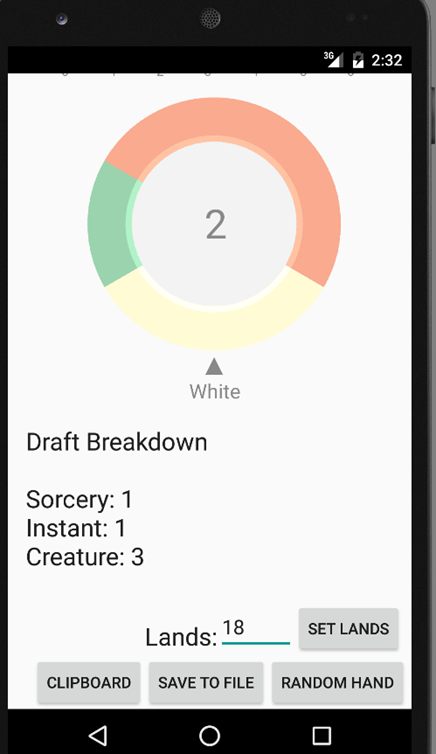 3G 2:32
2
White
Draft Breakdown
Sorcery: 1
Instant: 1
Creature: 3
Lands: 18 SET LANDS
CLIPBOARD SAVE TO FILE RANDOM HAND